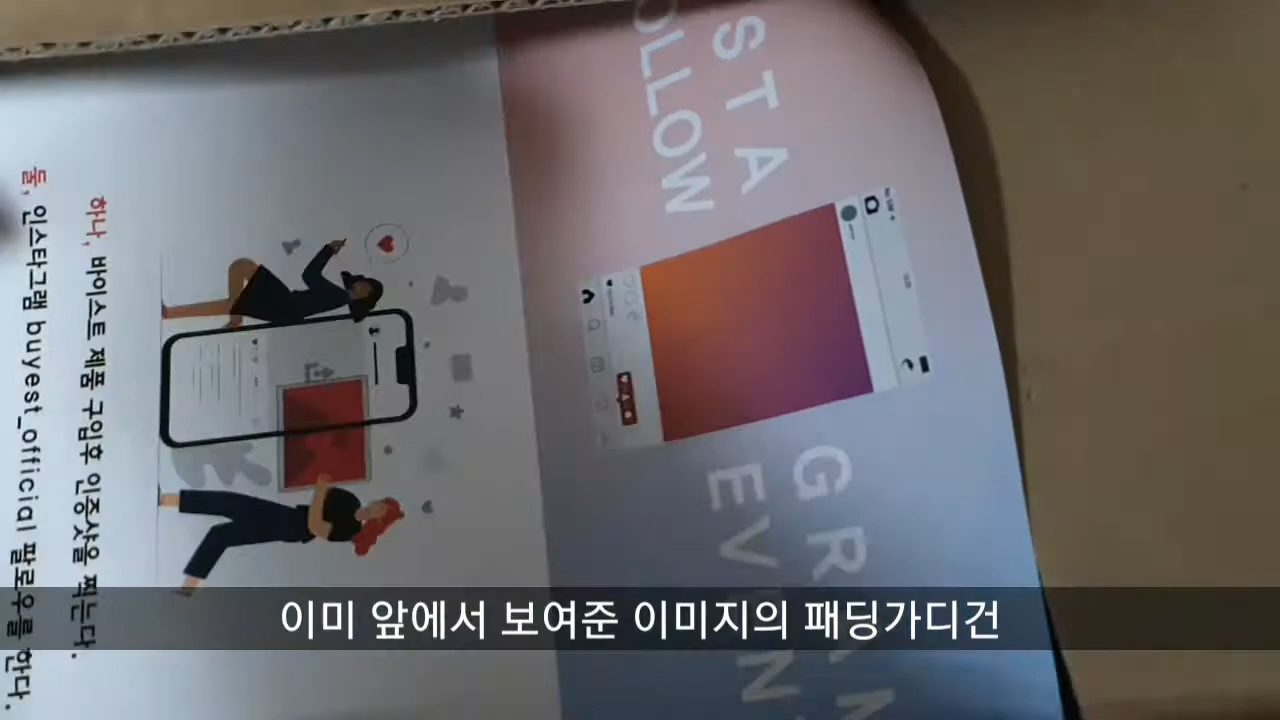 STA GRAM
OLLOW EVENT
하나, 바이스트 제품 구입후 인증샷을 찍는다.
둘, 인스타그램 buyest_official 팔로우를 한다.
이미 앞에서 보여준 이미지의 패딩가디건